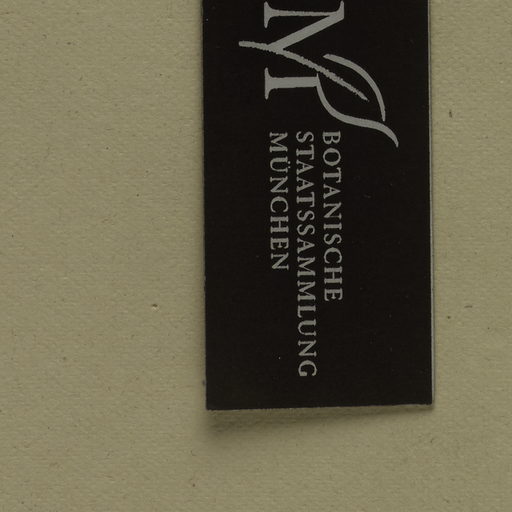 M
BOTANISCHE
STAATSSAMMLUNG
MÜNCHEN